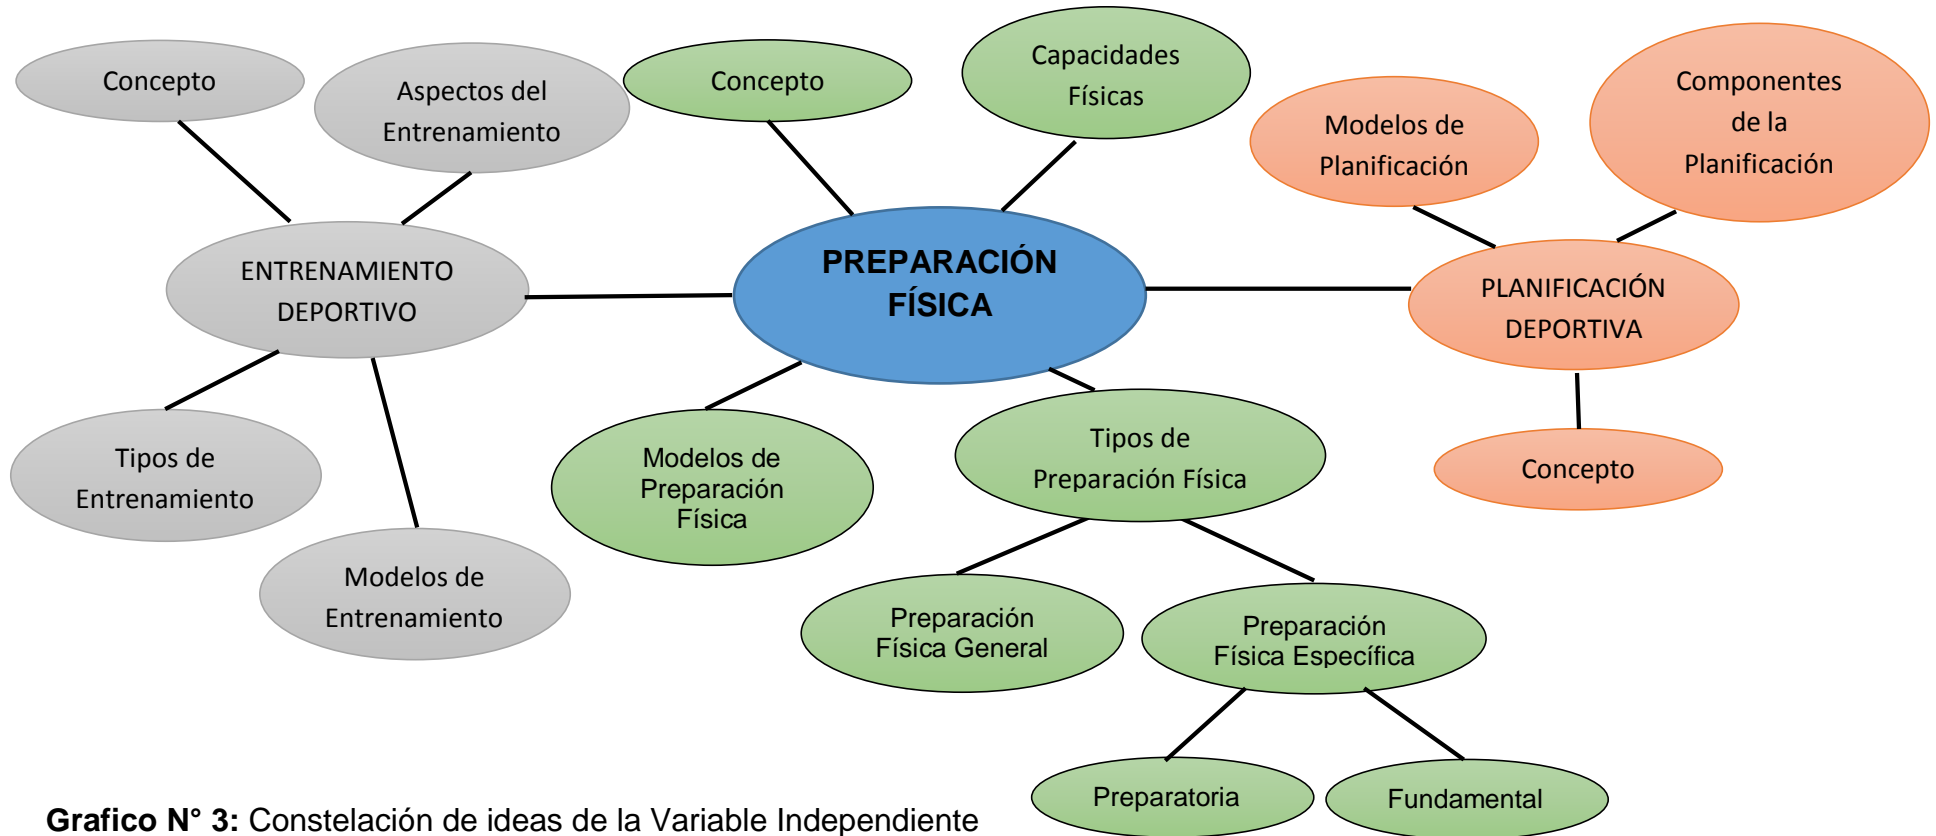 Concepto
Aspectos del
Entrenamiento
Concepto
Capacidades
Físicas
Modelos de
Planificación
Componentes
de la
Planificación
ENTRENAMIENTO
DEPORTIVO
PREPARACIÓN
FÍSICA
PLANIFICACIÓN
DEPORTIVA
Tipos de
Entrenamiento
Modelos de
Entrenamiento
Modelos de
Preparación
Física
Tipos de
Preparación Física
Concepto
Preparación
Física General
Preparación
Física Específica
Preparatoria
Fundamental
Grafico N° 3: Constelación de ideas de la Variable Independiente